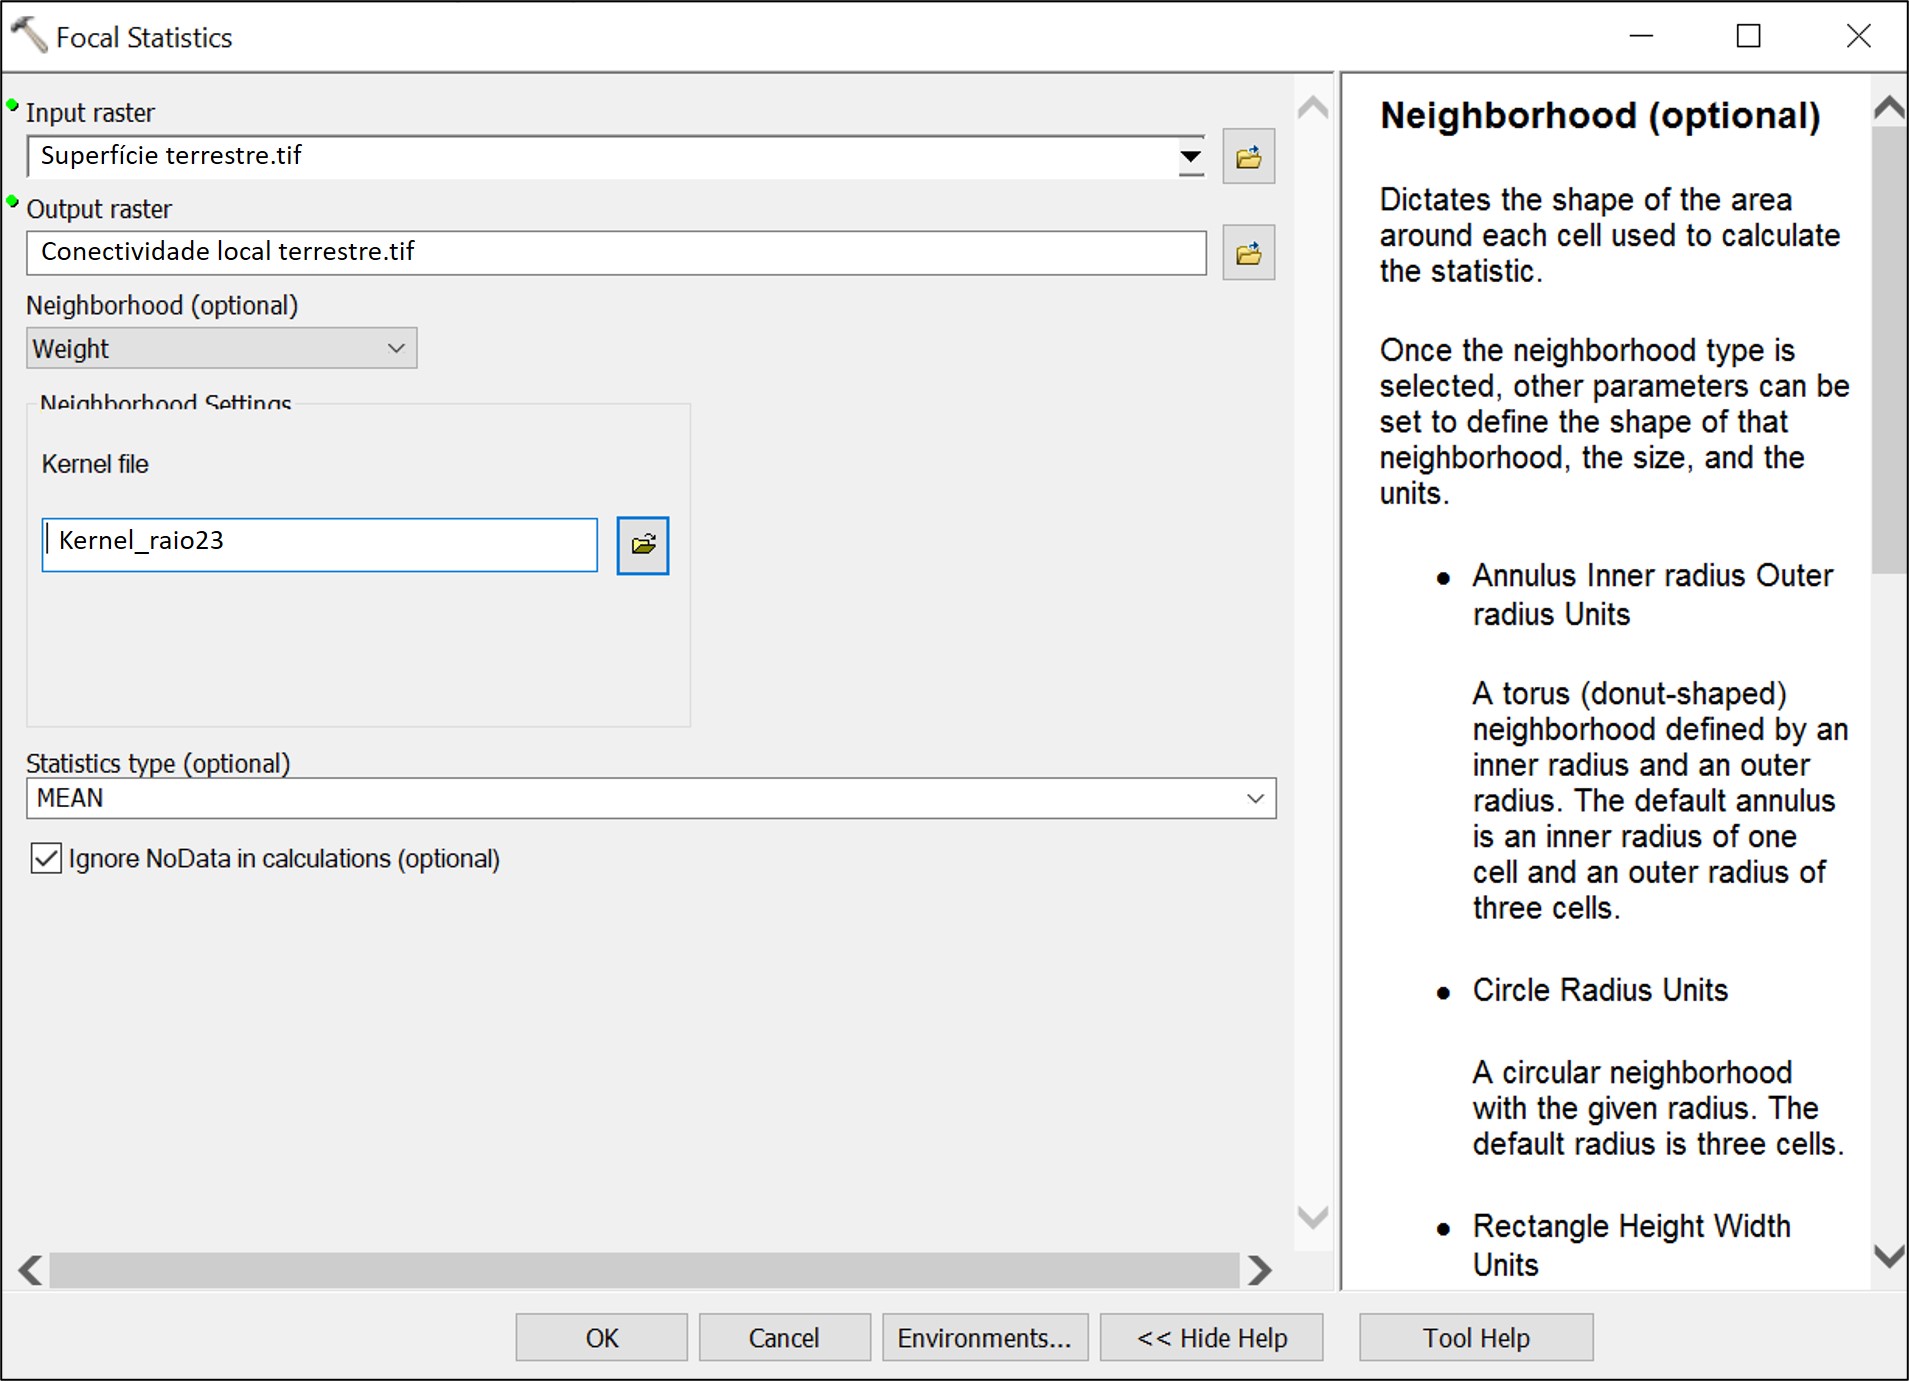 Focal Statistics
Input raster
Superfície terrestre.tif
Output raster
Conectividade local terrestre.tif
Neighborhood (optional)
Weight
Neighborhood Settings
Kernel file
Kernel_raio23
Statistics type (optional)
MEAN
Ignore NoData in calculations (optional)
Neighborhood (optional)
Dictates the shape of the area
around each cell used to calculate
the statistic.
Once the neighborhood type is
selected, other parameters can be
set to define the shape of that
neighborhood, the size, and the
units.
● Annulus Inner radius Outer
radius Units
A torus (donut-shaped)
neighborhood defined by an
inner radius and an outer
radius. The default annulus
is an inner radius of one
cell and an outer radius of
three cells.
● Circle Radius Units
A circular neighborhood
with the given radius. The
default radius is three cells.
● Rectangle Height Width
Units
OK
Cancel
Environments...
<< Hide Help
Tool Help